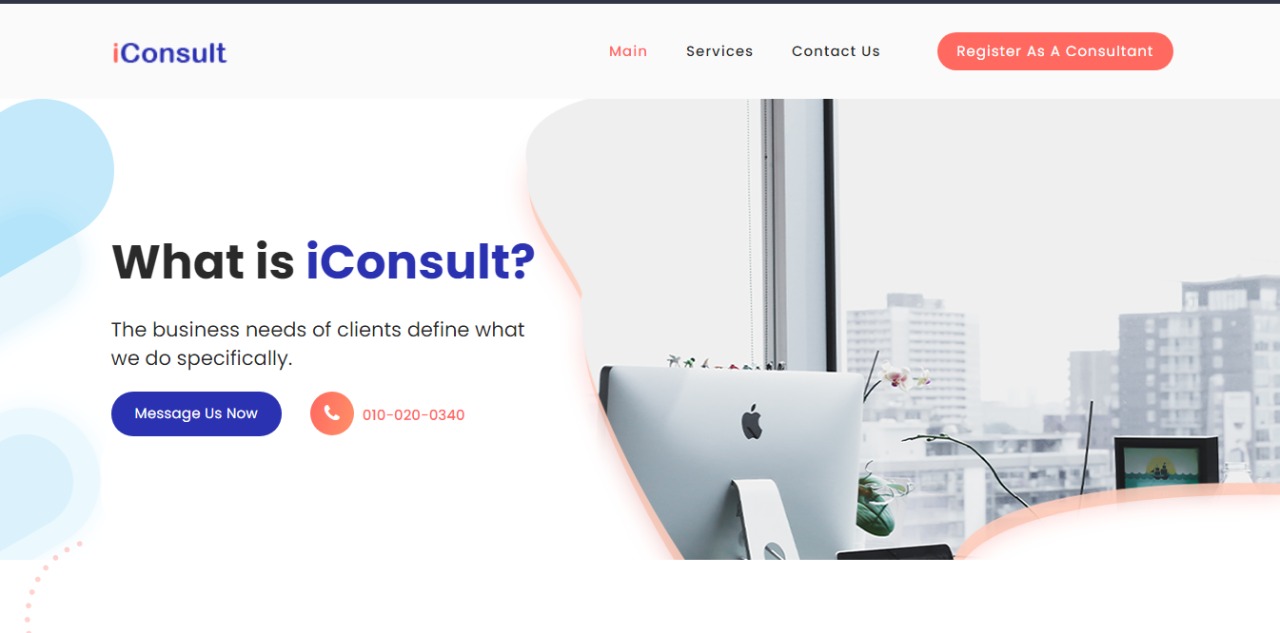 iConsult
Main
Services
Contact Us
Register As A Consultant
What is iConsult?
The business needs of clients define what
we do specifically.
Message Us Now
010-020-0340